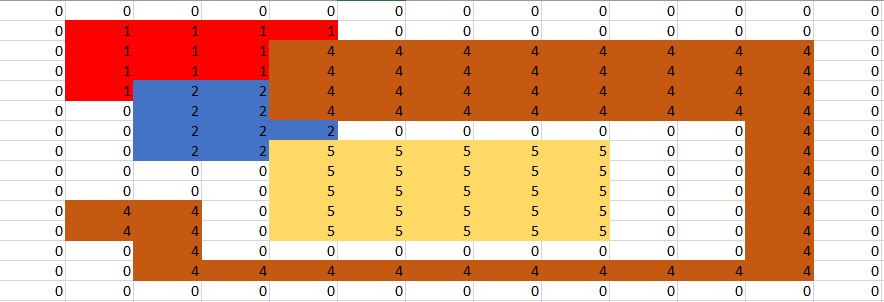 0 0 0 0 0 0 0 0 0 0 0 0 0
0 1 1 1 1 0 0 0 0 0 0 0 0
0 1 1 1 4 4 4 4 4 4 4 4 0
0 1 1 1 4 4 4 4 4 4 4 4 0
0 1 2 2 4 4 4 4 4 4 4 4 0
0 0 2 2 4 4 4 4 4 4 4 4 0
0 0 2 2 2 0 0 0 0 0 0 4 0
0 0 2 2 5 5 5 5 5 0 0 4 0
0 0 0 0 5 5 5 5 5 0 0 4 0
0 0 0 0 5 5 5 5 5 0 0 4 0
0 4 4 0 5 5 5 5 5 0 0 4 0
0 4 4 0 5 5 5 5 5 0 0 4 0
0 0 4 0 0 0 0 0 0 0 0 4 0
0 0 4 4 4 4 4 4 4 4 4 4 0
0 0 0 0 0 0 0 0 0 0 0 0 0